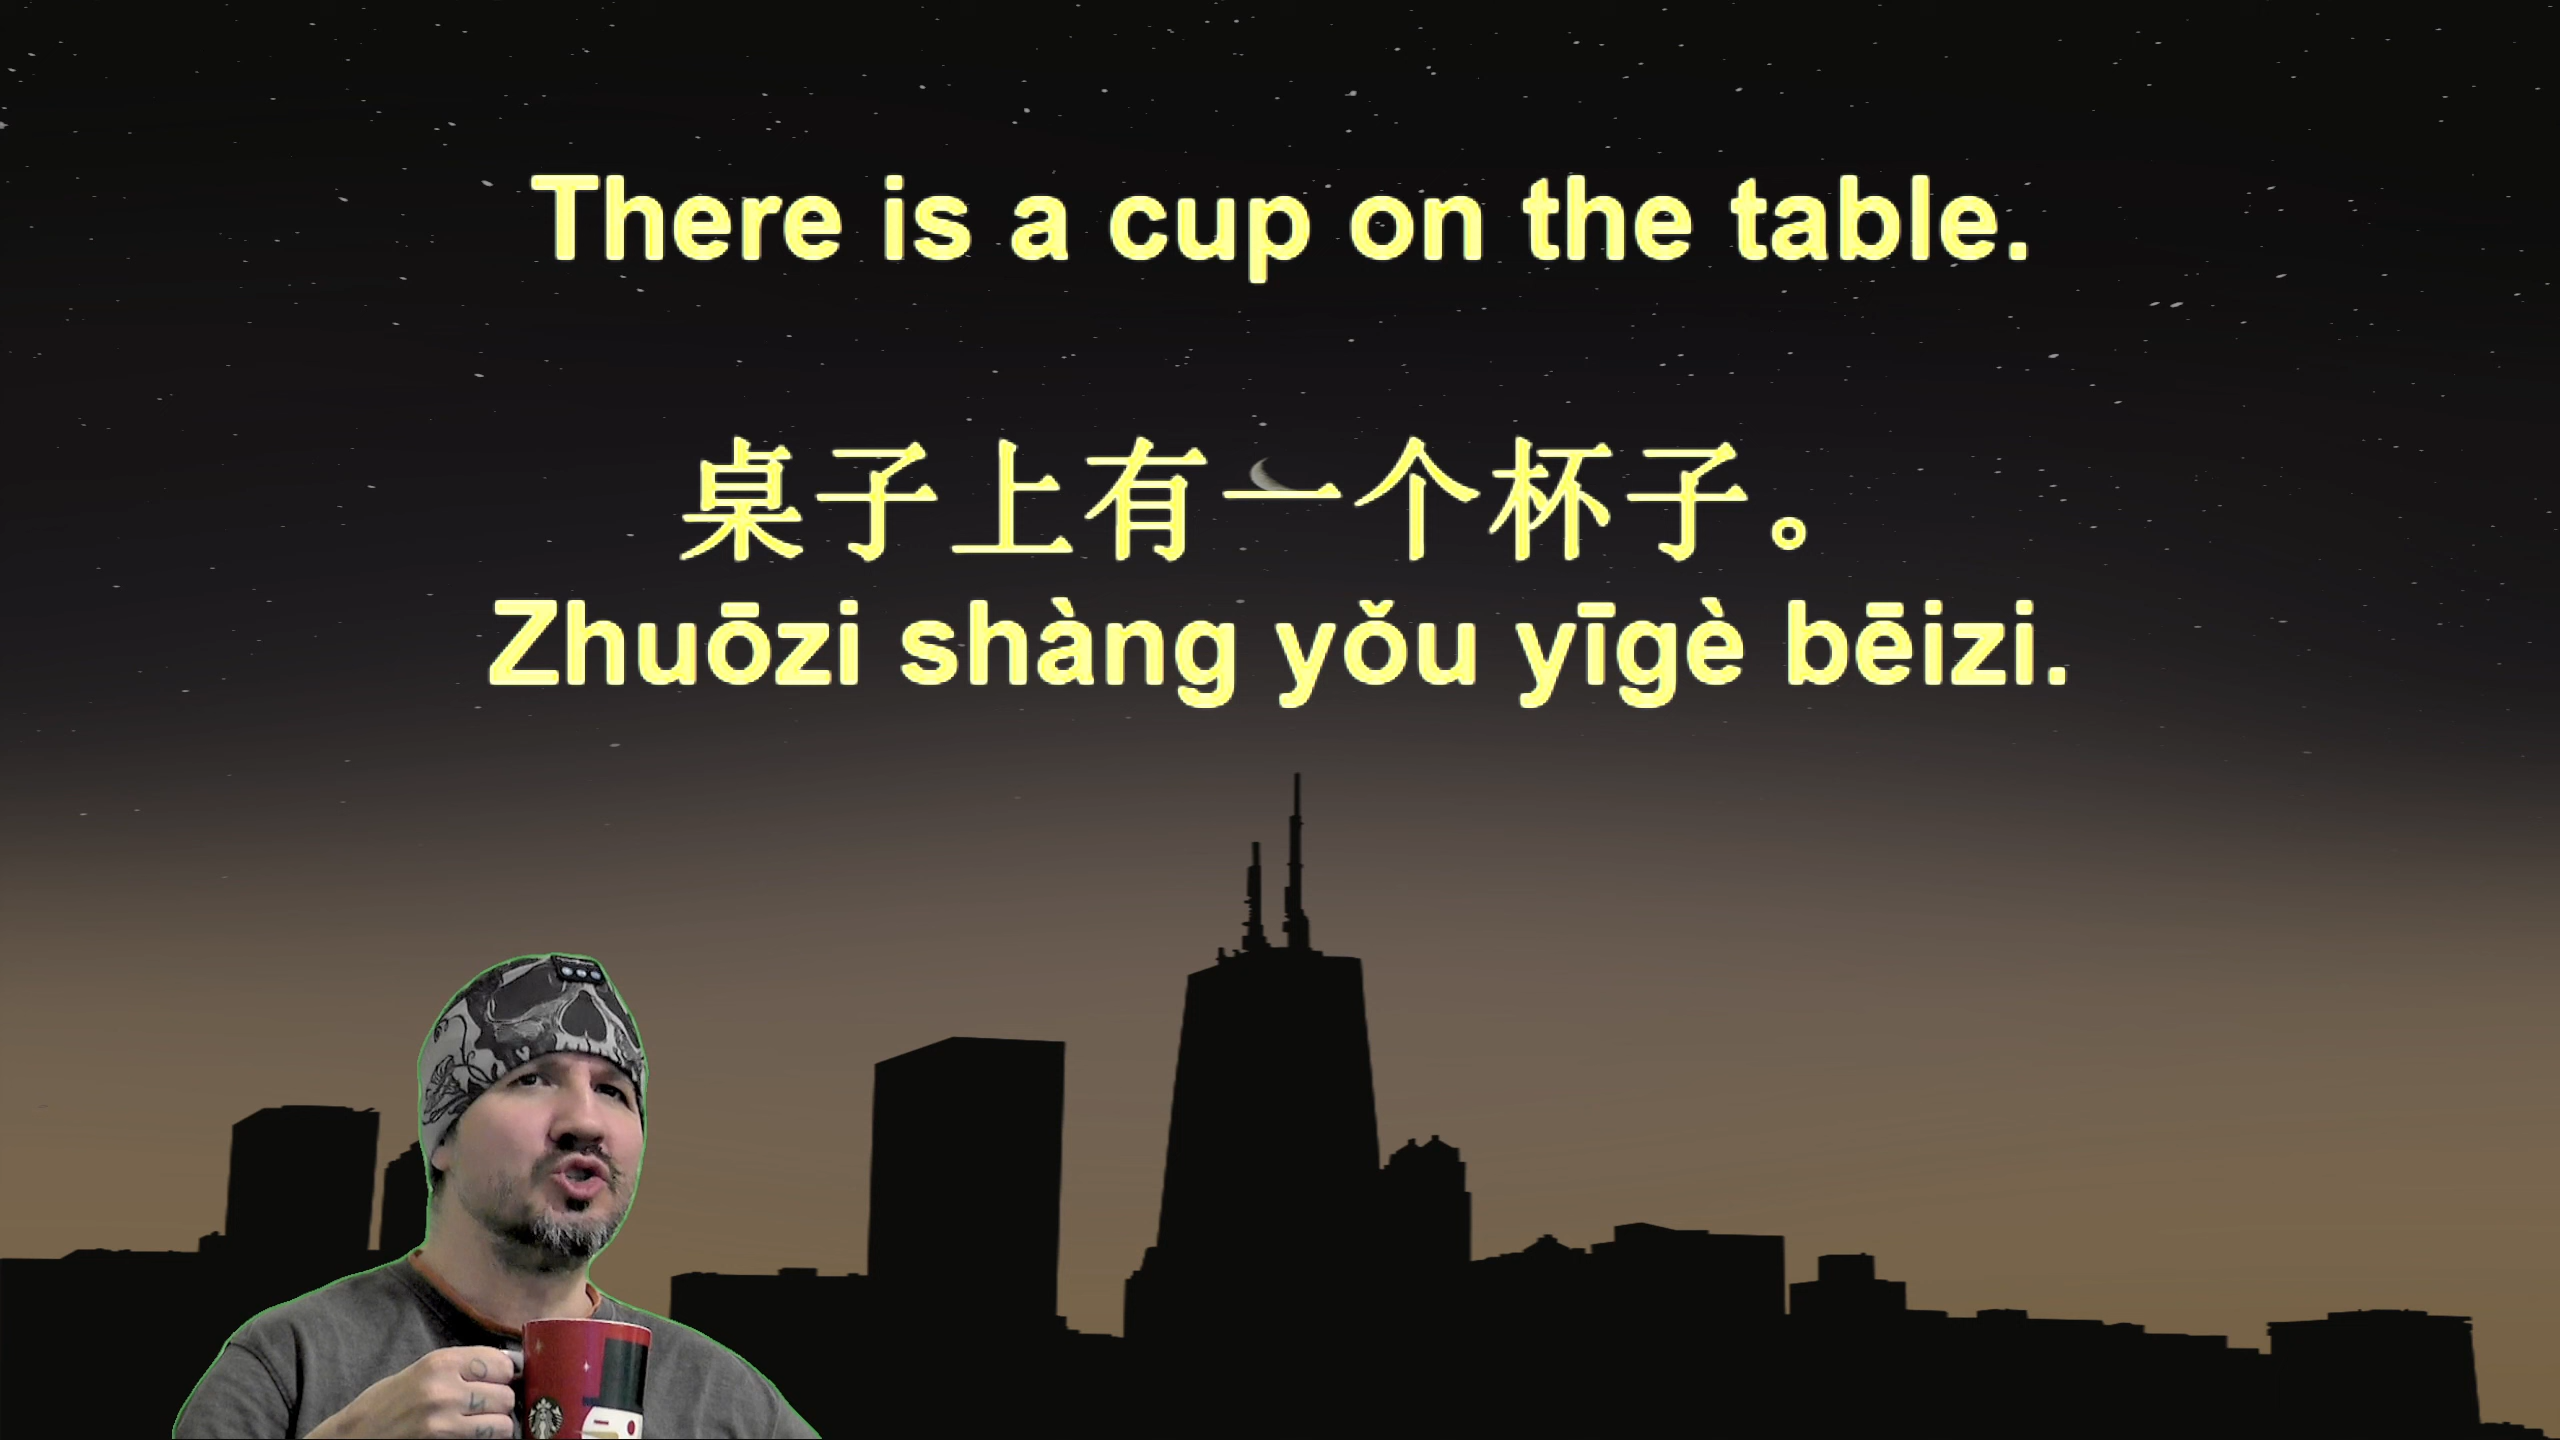 There is a cup on the table.
桌子上有一个杯子。
Zhuōzi shàng yǒu yīgè bēizi.